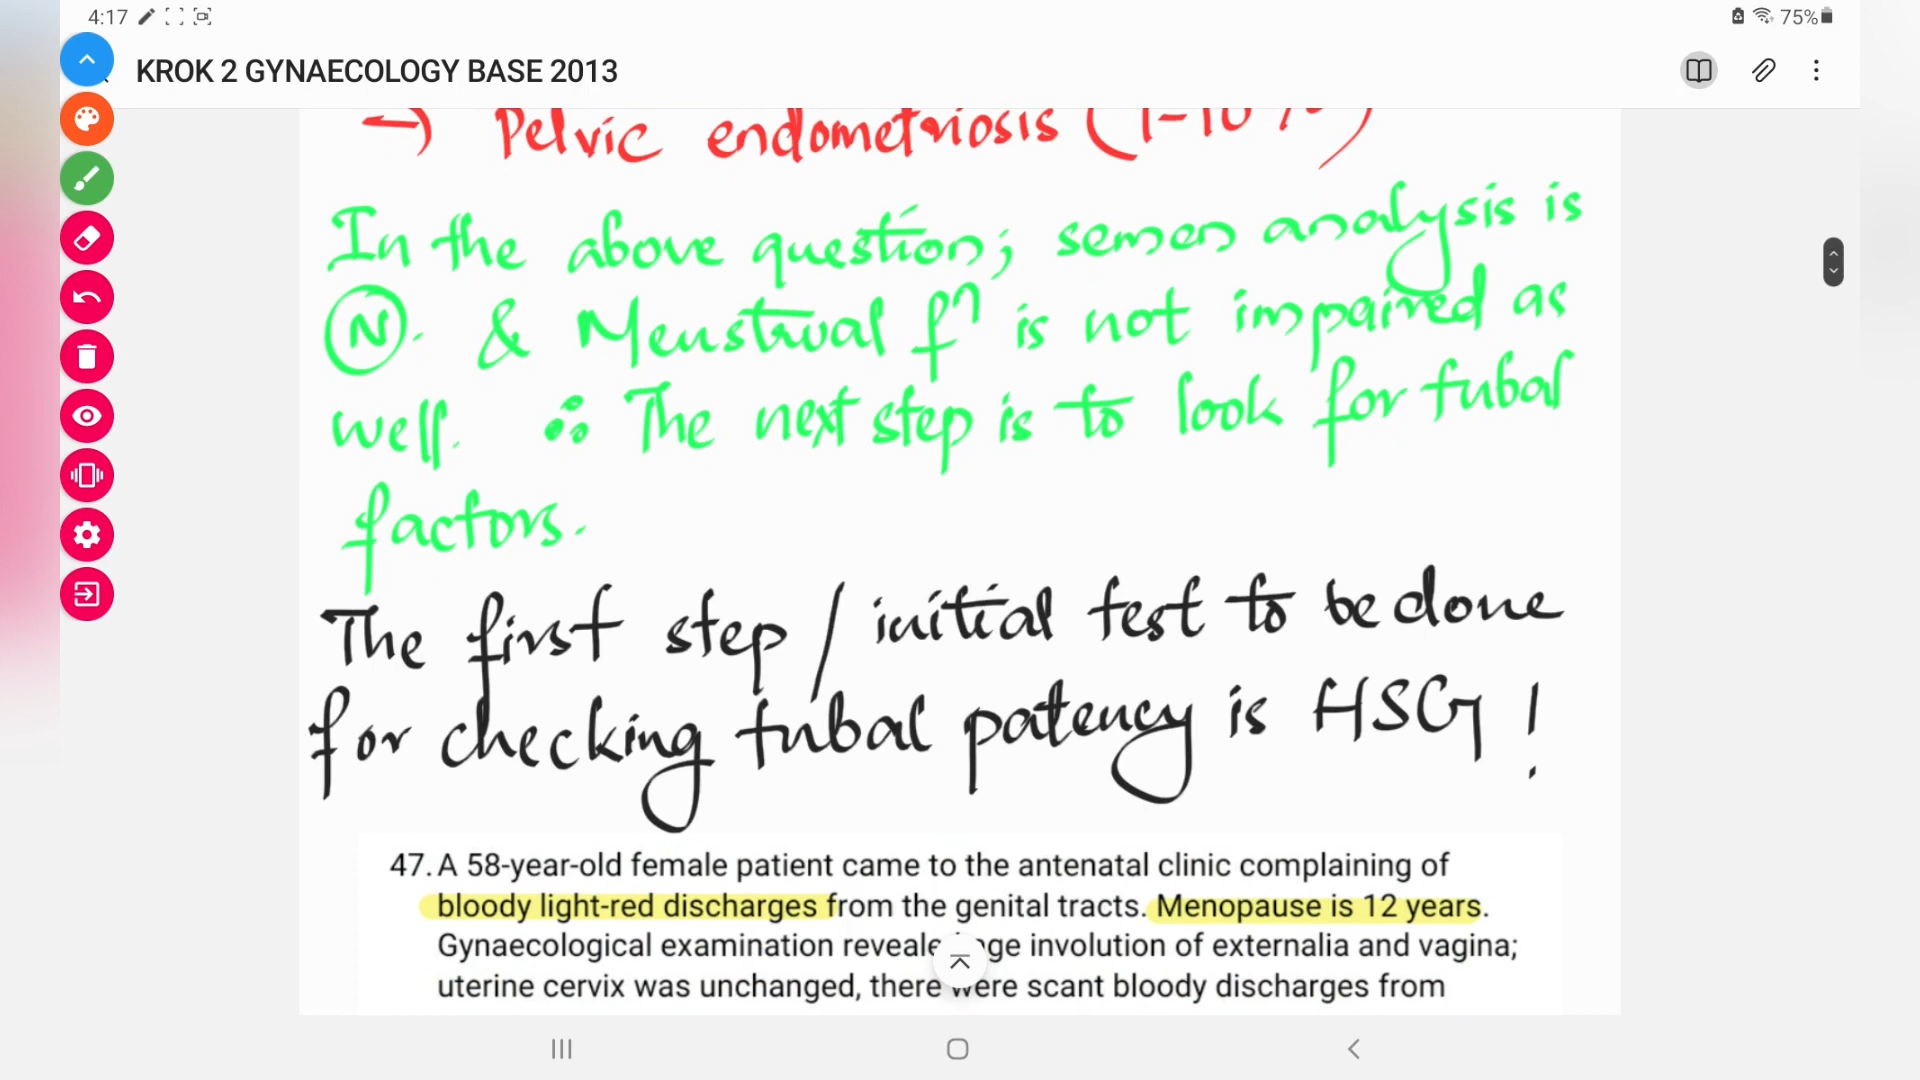 4:17
75%
KROK 2 GYNAECOLOGY BASE 2013
→ Pelvic endometriosis (1-10%)
In the above question; semen analysis is
(N). & Menstrual fⁿ is not impaired as
well. ∴ The next step is to look for tubal
factors.
The first step / initial test to be done
for checking tubal patency is HSG!
47. A 58-year-old female patient came to the antenatal clinic complaining of
bloody light-red discharges from the genital tracts. Menopause is 12 years.
Gynaecological examination age involution of externalia and vagina;
uterine cervix was unchanged, there were scant bloody discharges from